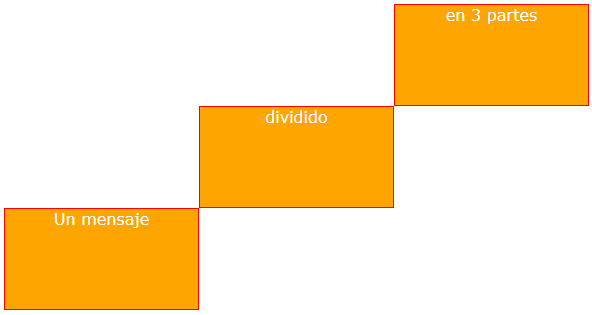 Un mensaje
dividido
en 3 partes